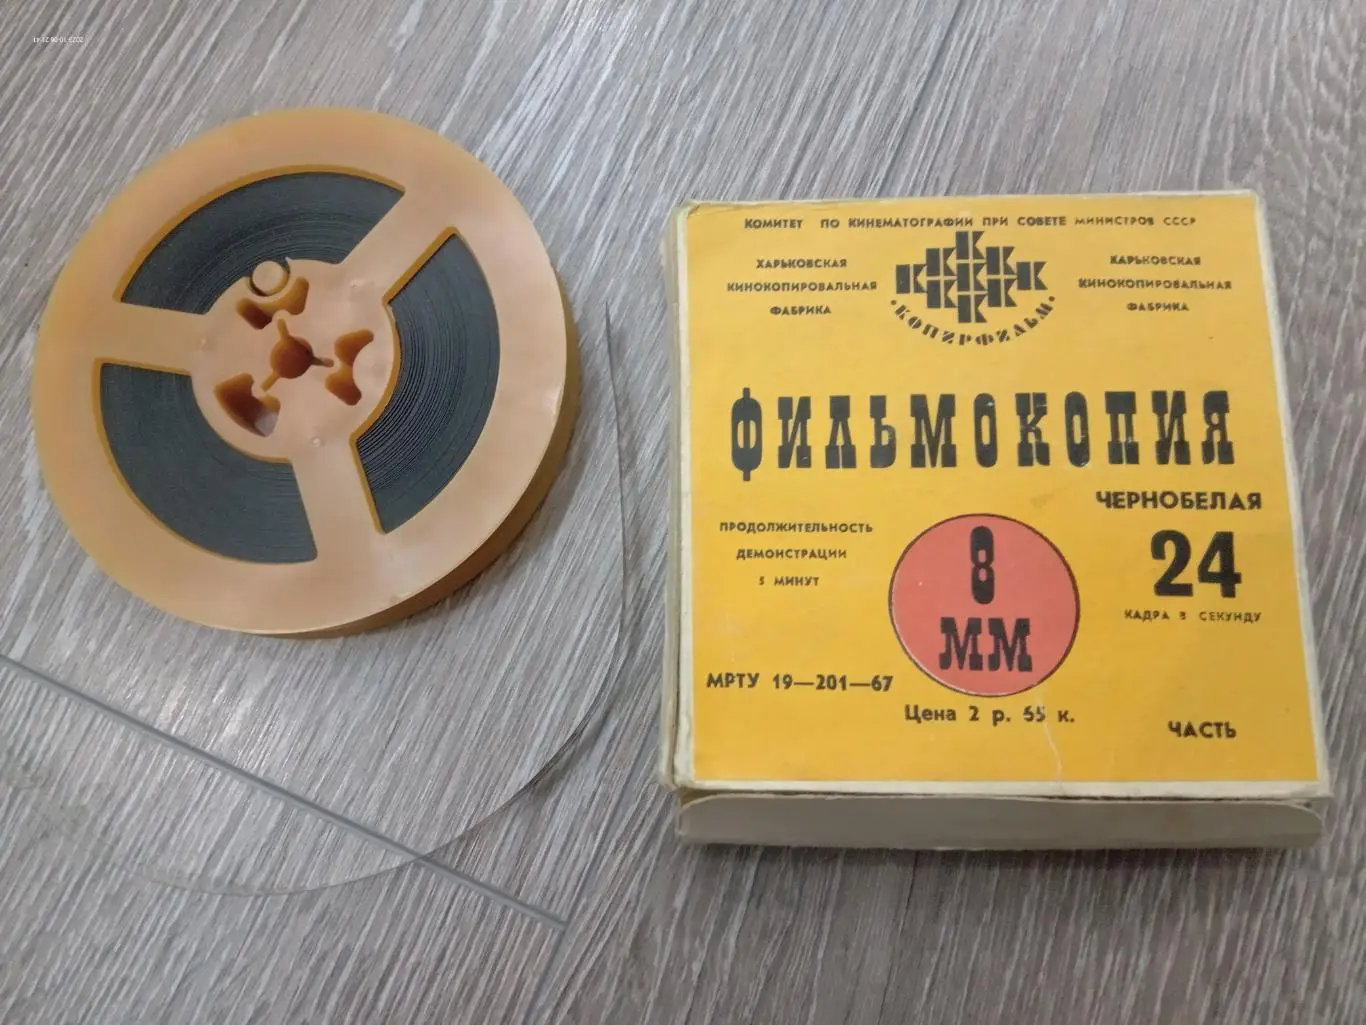 КОМИТЕТ ПО КИНЕМАТОГРАФИИ ПРИ СОВЕТЕ МИНИСТРОВ СССР
ХАРЬКОВСКАЯ
КИНОКОПИРОВАЛЬНАЯ
ФАБРИКА
К К К К К К К К К
• КОПИРФИЛЬМ •
ХАРЬКОВСКАЯ
КИНОКОПИРОВАЛЬНАЯ
ФАБРИКА
ФИЛЬМОКОПИЯ
ЧЕРНОБЕЛАЯ
24
КАДРА В СЕКУНДУ
ПРОДОЛЖИТЕЛЬНОСТЬ
ДЕМОНСТРАЦИИ
5 МИНУТ
8
ММ
МРТУ 19—201—67
Цена 2 р. 65 к.
ЧАСТЬ